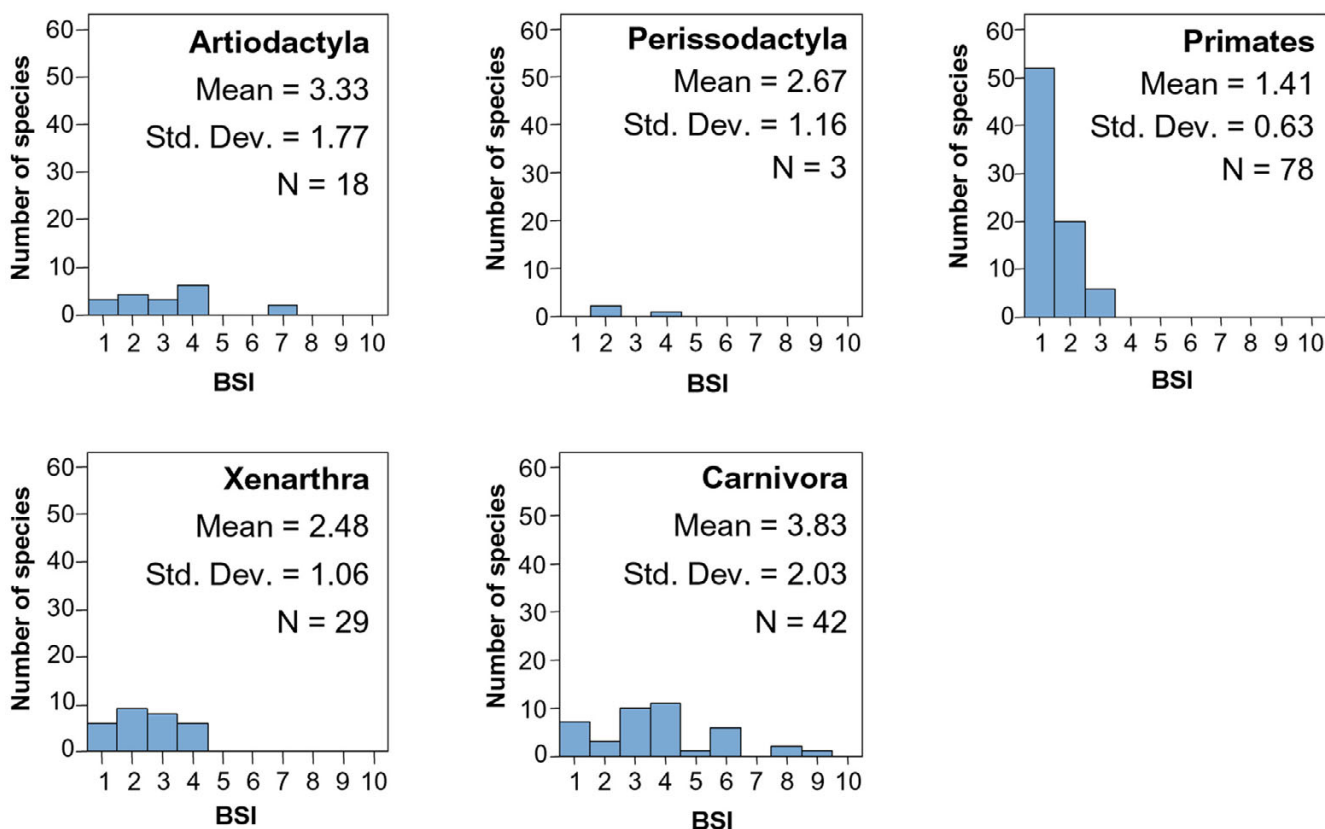 Number of species
60
50
40
30
20
10
0
Artiodactyla
Mean = 3.33
Std. Dev. = 1.77
N = 18
1 2 3 4 5 6 7 8 9 10
BSI
Number of species
60
50
40
30
20
10
0
Perissodactyla
Mean = 2.67
Std. Dev. = 1.16
N = 3
1 2 3 4 5 6 7 8 9 10
BSI
Number of species
60
50
40
30
20
10
0
Primates
Mean = 1.41
Std. Dev. = 0.63
N = 78
1 2 3 4 5 6 7 8 9 10
BSI
Number of species
60
50
40
30
20
10
0
Xenarthra
Mean = 2.48
Std. Dev. = 1.06
N = 29
1 2 3 4 5 6 7 8 9 10
BSI
Number of species
60
50
40
30
20
10
0
Carnivora
Mean = 3.83
Std. Dev. = 2.03
N = 42
1 2 3 4 5 6 7 8 9 10
BSI